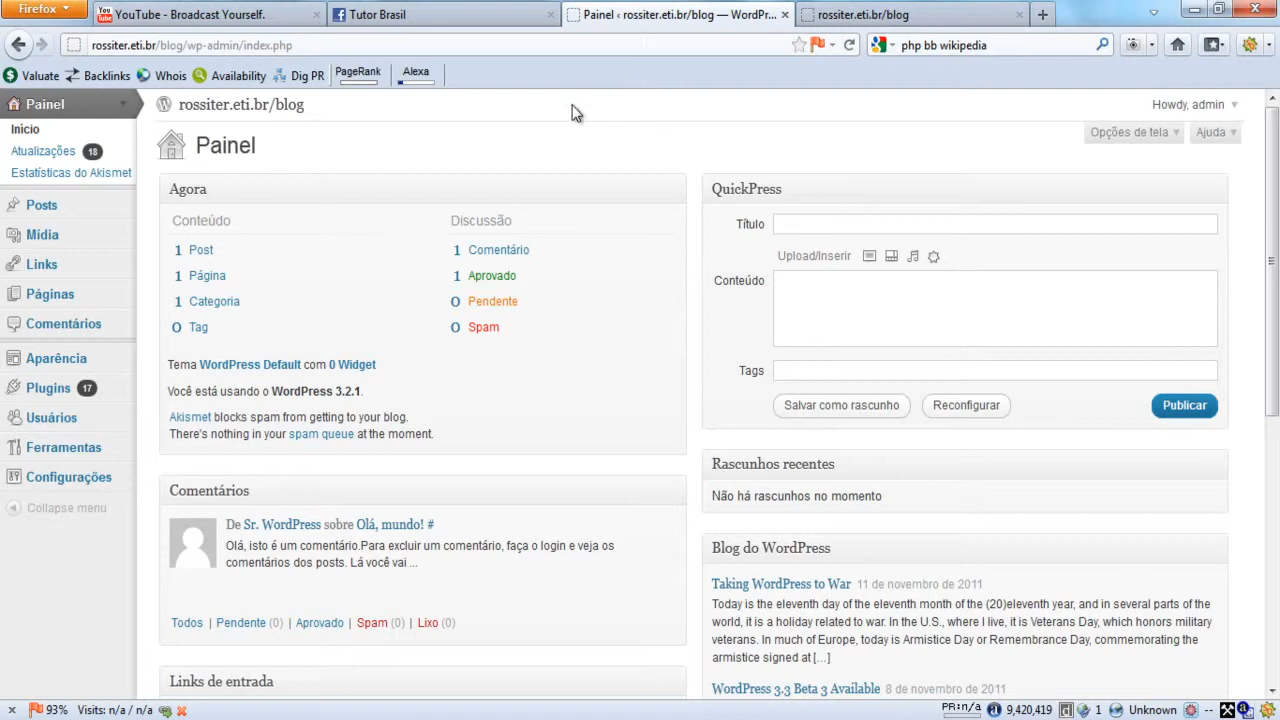 Firefox
YouTube - Broadcast Yourself.
Tutor Brasil
Painel ‹ rossiter.eti.br/blog — WordPr...
rossiter.eti.br/blog
rossiter.eti.br/blog/wp-admin/index.php
php bb wikipedia
Valuate
Backlinks
Whois
Availability
Dig PR
PageRank
Alexa
Painel
Início
Atualizações 18
Estatísticas do Akismet
Posts
Mídia
Links
Páginas
Comentários
Aparência
Plugins 17
Usuários
Ferramentas
Configurações
Collapse menu
rossiter.eti.br/blog
Howdy, admin
Opções de tela
Ajuda
Painel
Agora
Conteúdo
Discussão
1 Post
1 Comentário
1 Página
1 Aprovado
1 Categoria
0 Pendente
0 Tag
0 Spam
Tema WordPress Default com 0 Widget
Você está usando o WordPress 3.2.1.
Akismet blocks spam from getting to your blog.
There's nothing in your spam queue at the moment.
Comentários
De Sr. WordPress sobre Olá, mundo! #
Olá, isto é um comentário.Para excluir um comentário, faça o login e veja os
comentários dos posts. Lá você vai ...
Todos | Pendente (0) | Aprovado | Spam (0) | Lixo (0)
Links de entrada
QuickPress
Título
Upload/Inserir
Conteúdo
Tags
Salvar como rascunho
Reconfigurar
Publicar
Rascunhos recentes
Não há rascunhos no momento
Blog do WordPress
Taking WordPress to War 11 de novembro de 2011
Today is the eleventh day of the eleventh month of the (20)eleventh year, and in several parts of the
world, it is a holiday related to war. In the U.S., where I live, it is Veterans Day, which honors military
veterans. In much of Europe, today is Armistice Day or Remembrance Day, commemorating the
armistice signed at [...]
WordPress 3.3 Beta 3 Available 8 de novembro de 2011
93% Visits: n/a / n/a
PR:n/a
9,420,419
1
Unknown
--